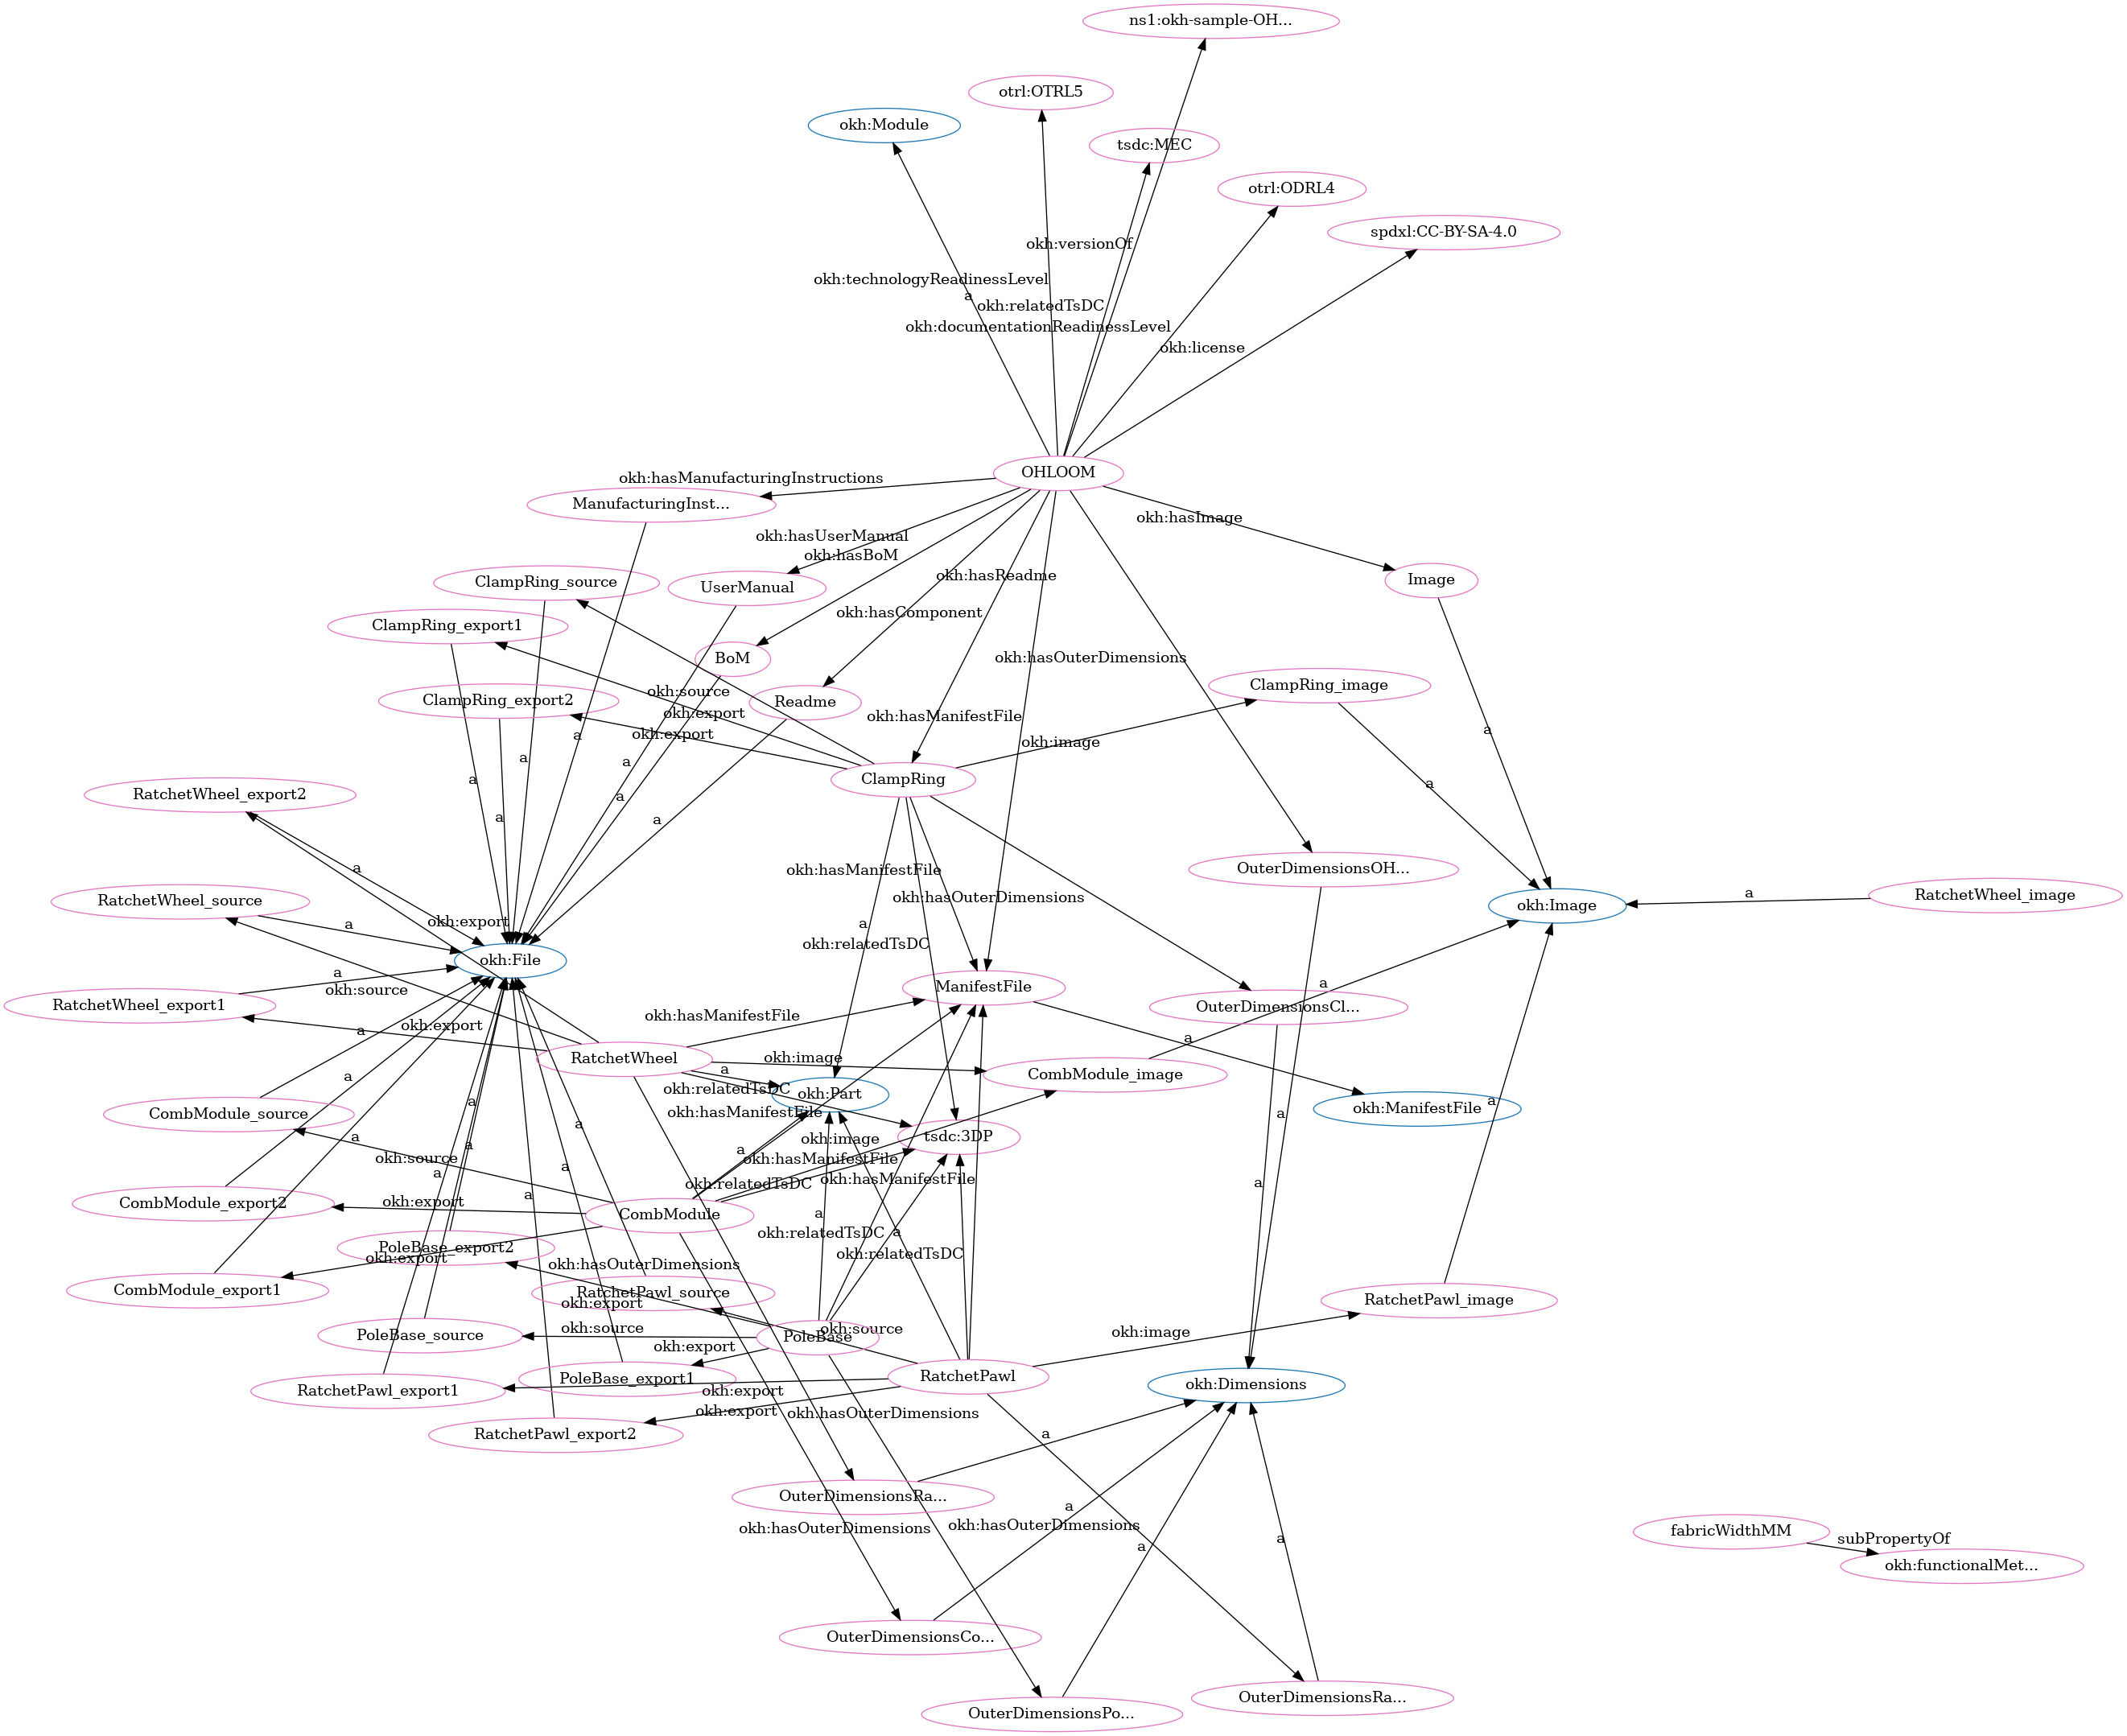 ns1:okh-sample-OH...
otrl:OTRL5
okh:Module
tsdc:MEC
otrl:ODRL4
spdxl:CC-BY-SA-4.0
okh:versionOf
okh:technologyReadinessLevel
a
okh:relatedTsDC
okh:documentationReadinessLevel
okh:license
OHLOOM
okh:hasManufacturingInstructions
ManufacturingInst...
okh:hasImage
okh:hasUserManual
okh:hasBoM
okh:hasReadme
ClampRing_source
UserManual
Image
okh:hasComponent
ClampRing_export1
BoM
okh:hasOuterDimensions
ClampRing_image
okh:source
ClampRing_export2
Readme
okh:export
okh:hasManifestFile
okh:export
a
okh:image
a
a
a
ClampRing
a
a
RatchetWheel_export2
a
a
a
a
okh:hasManifestFile
OuterDimensionsOH...
RatchetWheel_source
okh:hasOuterDimensions
a
RatchetWheel_image
okh:Image
okh:export
a
a
okh:relatedTsDC
okh:File
a
okh:source
a
ManifestFile
RatchetWheel_export1
OuterDimensionsCl...
okh:hasManifestFile
okh:export
a
a
RatchetWheel
okh:image
a
CombModule_image
a
okh:relatedTsDC
okh:Part
a
a
okh:ManifestFile
okh:hasManifestFile
CombModule_source
a
a
a
a
okh:image
tsdc:3DP
a
a
okh:source
okh:hasManifestFile
a
a
okh:relatedTsDC
okh:hasManifestFile
a
a
CombModule_export2
okh:export
CombModule
a
okh:relatedTsDC
a
PoleBase_export2
okh:export
okh:relatedTsDC
okh:hasOuterDimensions
CombModule_export1
RatchetPawl_source
okh:export
RatchetPawl_image
PoleBase_source
okh:source
PoleBase
okh:source
okh:image
okh:export
RatchetPawl
PoleBase_export1
okh:Dimensions
RatchetPawl_export1
okh:export
okh:export
okh:hasOuterDimensions
RatchetPawl_export2
a
OuterDimensionsRa...
a
okh:hasOuterDimensions
okh:hasOuterDimensions
fabricWidthMM
subPropertyOf
a
a
okh:functionalMet...
OuterDimensionsCo...
OuterDimensionsRa...
OuterDimensionsPo...